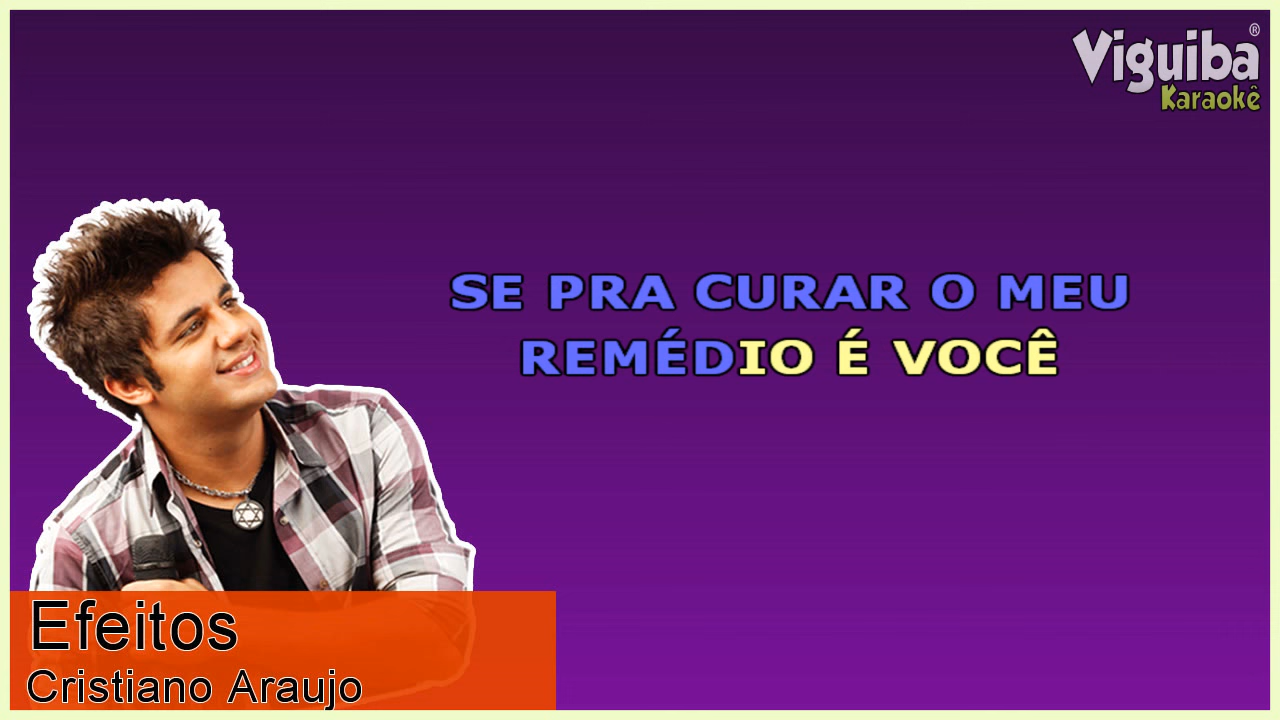 Viguiba®
Karaokê
SE PRA CURAR O MEU
REMÉDIO É VOCÊ
Efeitos
Cristiano Araujo